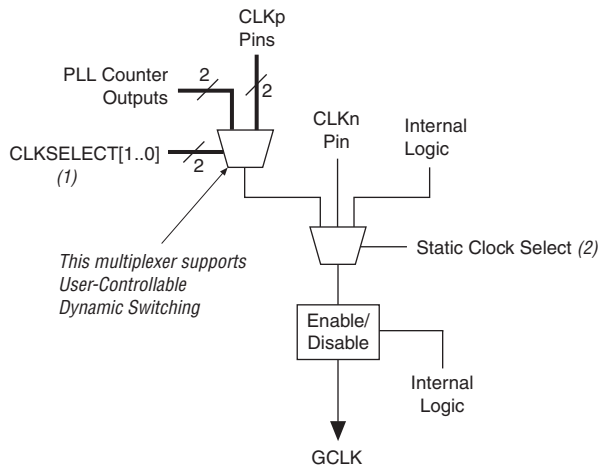 CLKp
Pins
PLL Counter
Outputs
2
2
CLKn
Pin
Internal
Logic
CLKSELECT[1..0]
(1)
2
This multiplexer supports
User-Controllable
Dynamic Switching
Static Clock Select (2)
Enable/
Disable
Internal
Logic
GCLK